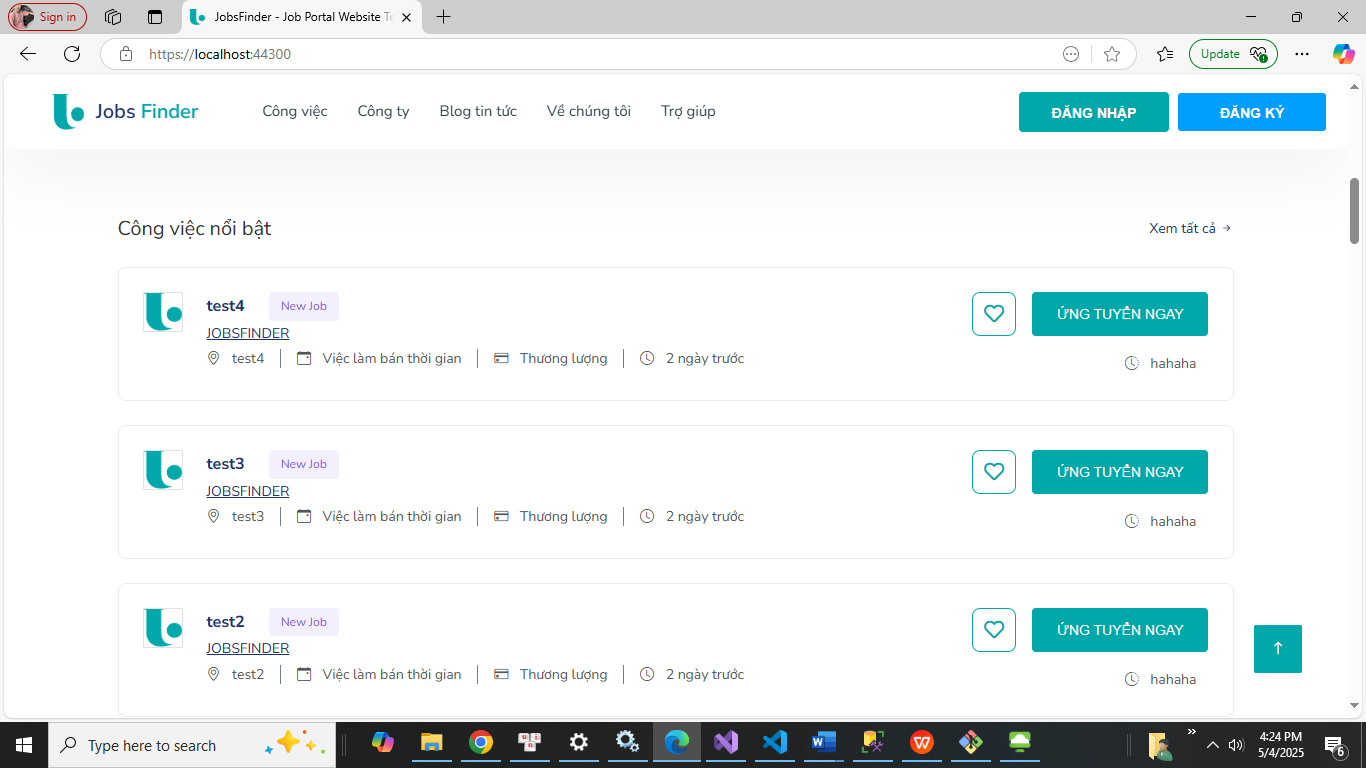 Sign in
JobsFinder - Job Portal Website Te
https://localhost:44300
Update
Jobs Finder
Công việc
Công ty
Blog tin tức
Về chúng tôi
Trợ giúp
ĐĂNG NHẬP
ĐĂNG KÝ
Công việc nổi bật
Xem tất cả
test4
New Job
ỨNG TUYỂN NGAY
JOBSFINDER
test4
Việc làm bán thời gian
Thương lượng
2 ngày trước
hahaha
test3
New Job
ỨNG TUYỂN NGAY
JOBSFINDER
test3
Việc làm bán thời gian
Thương lượng
2 ngày trước
hahaha
test2
New Job
ỨNG TUYỂN NGAY
JOBSFINDER
test2
Việc làm bán thời gian
Thương lượng
2 ngày trước
hahaha
Type here to search
4:24 PM
5/4/2025
6